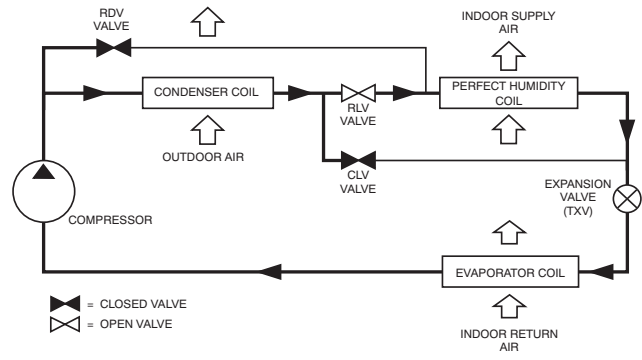 RDV
VALVE
INDOOR SUPPLY
AIR
CONDENSER COIL
RLV
VALVE
PERFECT HUMIDITY
COIL
OUTDOOR AIR
CLV
VALVE
EXPANSION
VALVE
(TXV)
COMPRESSOR
EVAPORATOR COIL
= CLOSED VALVE
= OPEN VALVE
INDOOR RETURN
AIR